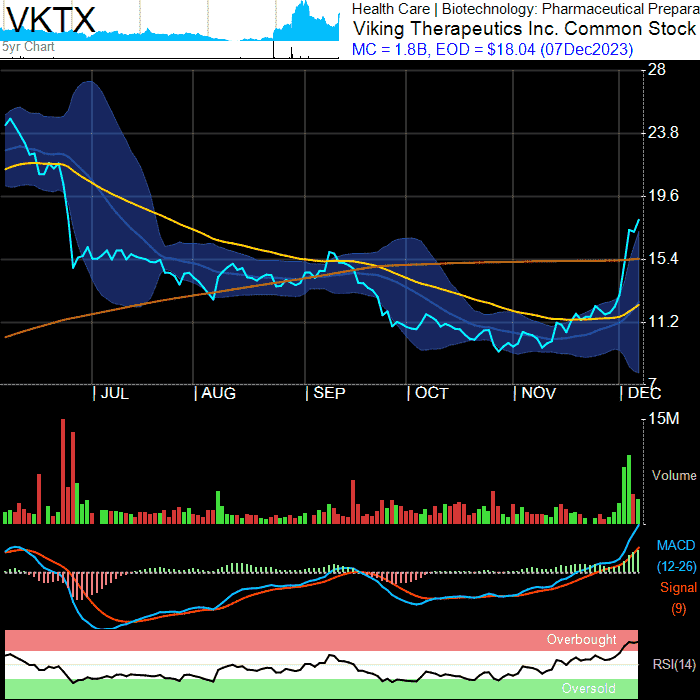 VKTX
5yr Chart
Health Care | Biotechnology: Pharmaceutical Prepara
Viking Therapeutics Inc. Common Stock
MC = 1.8B, EOD = $18.04 (07Dec2023)
28
23.8
19.6
15.4
11.2
7
JUL
AUG
SEP
OCT
NOV
DEC
15M
Volume
MACD
(12-26)
Signal
(9)
Overbought
RSI(14)
Oversold